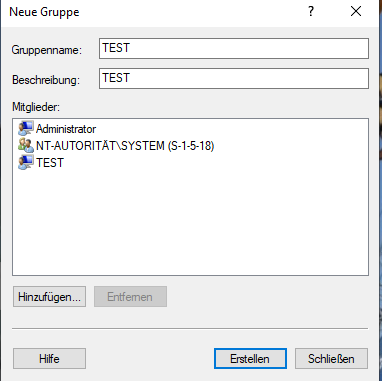 Neue Gruppe
Gruppenname: TEST
Beschreibung: TEST
Mitglieder:
Administrator
NT-AUTORITÄT\SYSTEM (S-1-5-18)
TEST
Hinzufügen... Entfernen
Hilfe Erstellen Schließen